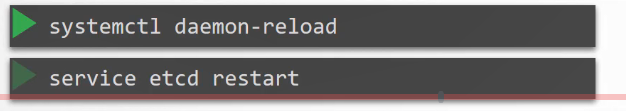 systemctl daemon-reload
service etcd restart